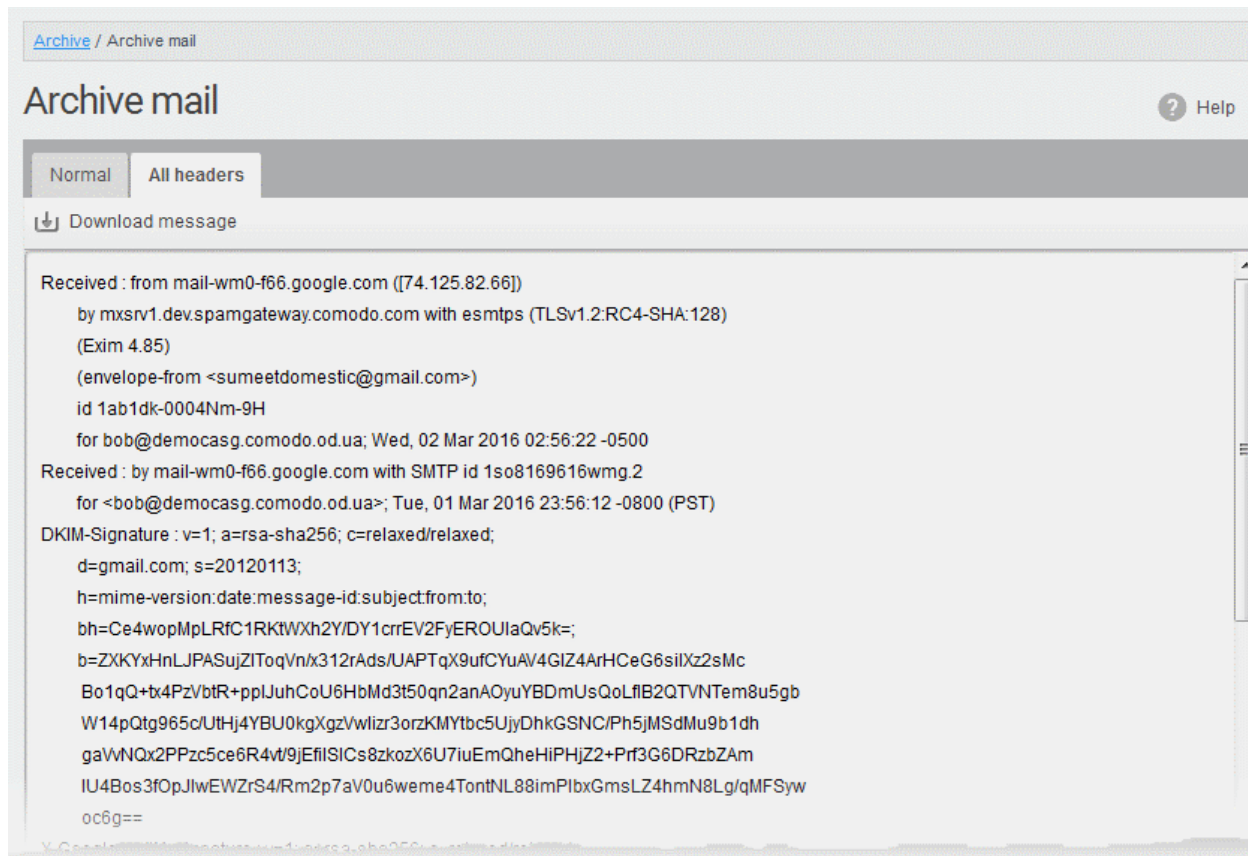 Archive / Archive mail
Archive mail
? Help
Normal All headers
Download message
Received : from mail-wm0-f66.google.com ([74.125.82.66])
by mxsrv1.dev.spamgateway.comodo.com with esmtps (TLSv1.2:RC4-SHA:128)
(Exim 4.85)
(envelope-from <sumeetdomestic@gmail.com>)
id 1ab1dk-0004Nm-9H
for bob@democasg.comodo.od.ua; Wed, 02 Mar 2016 02:56:22 -0500
Received : by mail-wm0-f66.google.com with SMTP id 1so8169616wmg.2
for <bob@democasg.comodo.od.ua>; Tue, 01 Mar 2016 23:56:12 -0800 (PST)
DKIM-Signature : v=1; a=rsa-sha256; c=relaxed/relaxed;
d=gmail.com; s=20120113;
h=mime-version:date:message-id:subject:from:to;
bh=Ce4wopMpLRfC1RKtWXh2Y/DY1crrEV2FyEROUIaQv5k=;
b=ZXKYxHnLJPASujZIToqVn/x312rAds/UAPTqX9ufCYuAV4GIZ4ArHCeG6silXz2sMc
Bo1qQ+tx4PzVbtR+ppIJuhCoU6HbMd3t50qn2anAOyuYBDmUsQoLflB2QTVNTem8u5gb
W14pQtg965c/UtHj4YBU0kgXgzVwlizr3orzKMYtbc5UjyDhkGSNC/Ph5jMSdMu9b1dh
gaVvNQx2PPzc5ce6R4vt/9jEfiISICs8zkozX6U7iuEmQheHiPHjZ2+Prf3G6DRzbZAm
IU4Bos3fOpJlwEWZrS4/Rm2p7aV0u6weme4TontNL88imPIbxGmsLZ4hmN8Lg/qMFSyw
oc6g==